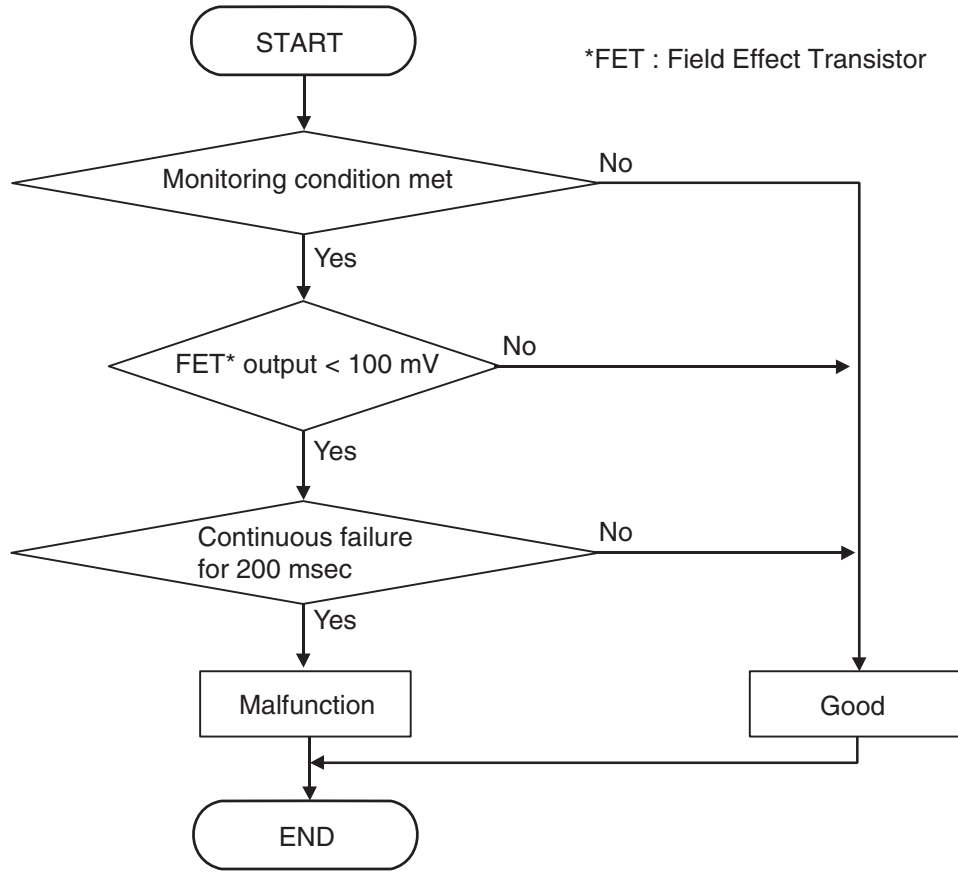 START
*FET : Field Effect Transistor
Monitoring condition met
No
Yes
FET* output < 100 mV
No
Yes
Continuous failure
for 200 msec
No
Yes
Malfunction
Good
END